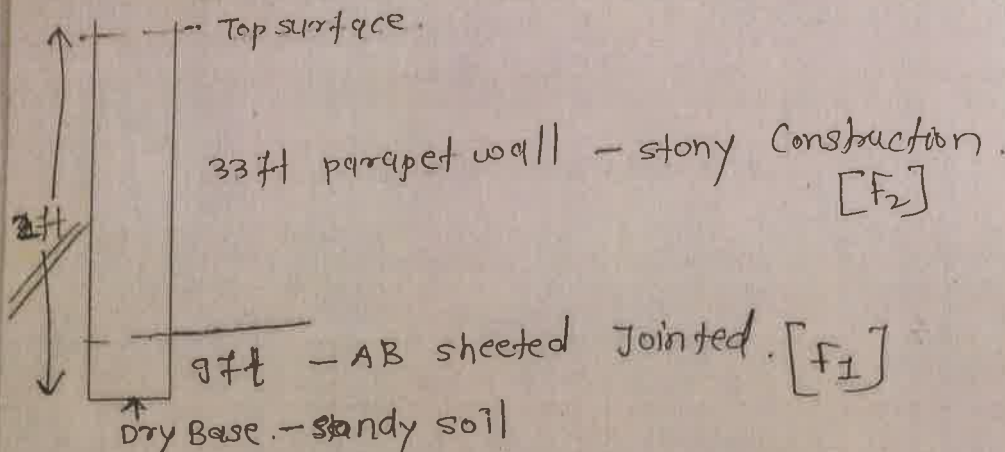 Top surface.
33ft parapet wall - stony Construction.
[F2]
9ft - AB sheeted Jointed. [F1]
Dry Base. - sandy soil